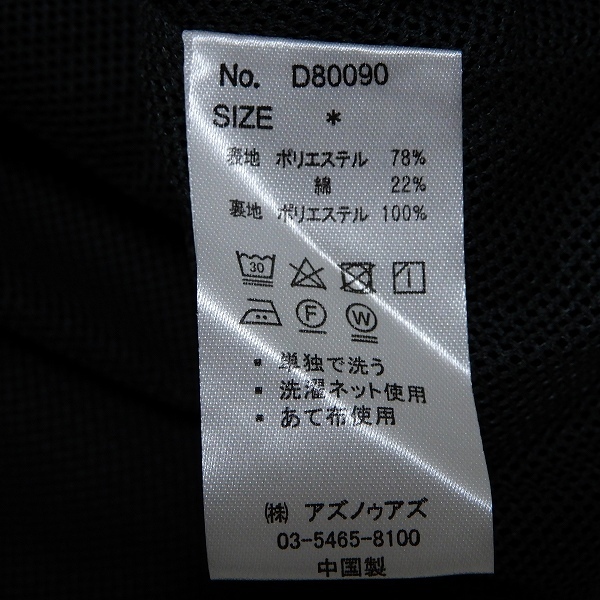 No. D80090
SIZE *
表地 ポリエステル 78%
綿 22%
裏地 ポリエステル 100%
30
F W
・単独で洗う
・洗濯ネット使用
・あて布使用
㈱ アズノゥアズ
03-5465-8100
中国製